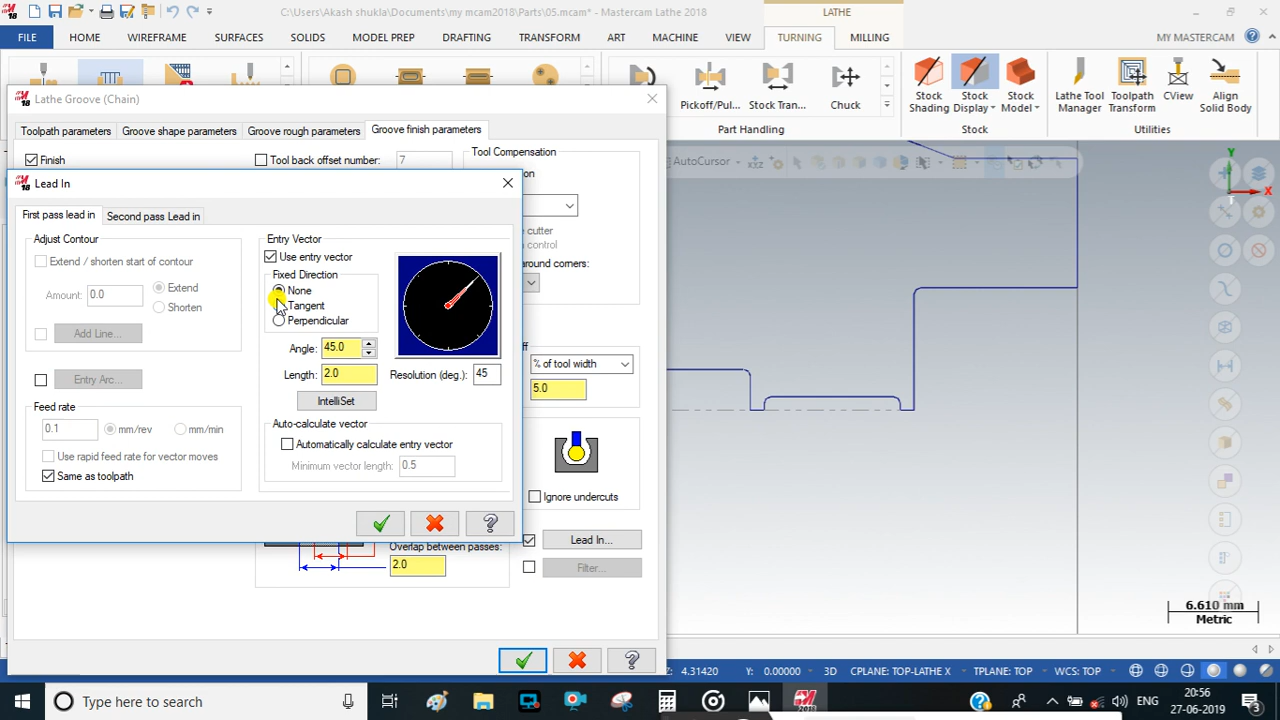 C:\Users\Akash shukla\Documents\my mcam2018\Parts\05.mcam* - Mastercam Lathe 2018
LATHE
FILE
HOME
WIREFRAME
SURFACES
SOLIDS
MODEL PREP
DRAFTING
TRANSFORM
ART
MACHINE
VIEW
TURNING
MILLING
MY MASTERCAM
Pickoff/Pul...
Stock Tran...
Chuck
Part Handling
Stock Shading
Stock Display
Stock Model
Stock
Lathe Tool Manager
Toolpath Transform
CView
Align Solid Body
Utilities
Lathe Groove (Chain)
Toolpath parameters
Groove shape parameters
Groove rough parameters
Groove finish parameters
Finish
Tool back offset number:
7
Tool Compensation
AutoCursor
Lead In
First pass lead in
Second pass Lead in
Adjust Contour
Extend / shorten start of contour
Amount:
0.0
Extend
Shorten
Add Line...
Entry Arc...
Feed rate
0.1
mm/rev
mm/min
Use rapid feed rate for vector moves
Same as toolpath
Entry Vector
Use entry vector
Fixed Direction
None
Tangent
Perpendicular
Angle:
45.0
Length:
2.0
Resolution (deg.):
45
IntelliSet
Auto-calculate vector
Automatically calculate entry vector
Minimum vector length:
0.5
around corners:
% of tool width
5.0
Ignore undercuts
Lead In...
Filter...
Overlap between passes
2.0
6.610 mm
Metric
Y
X
Z:
4.31420
Y:
0.00000
3D
CPLANE: TOP-LATHE X
TPLANE: TOP
WCS: TOP
Type here to search
ENG
20:56
27-06-2019
3